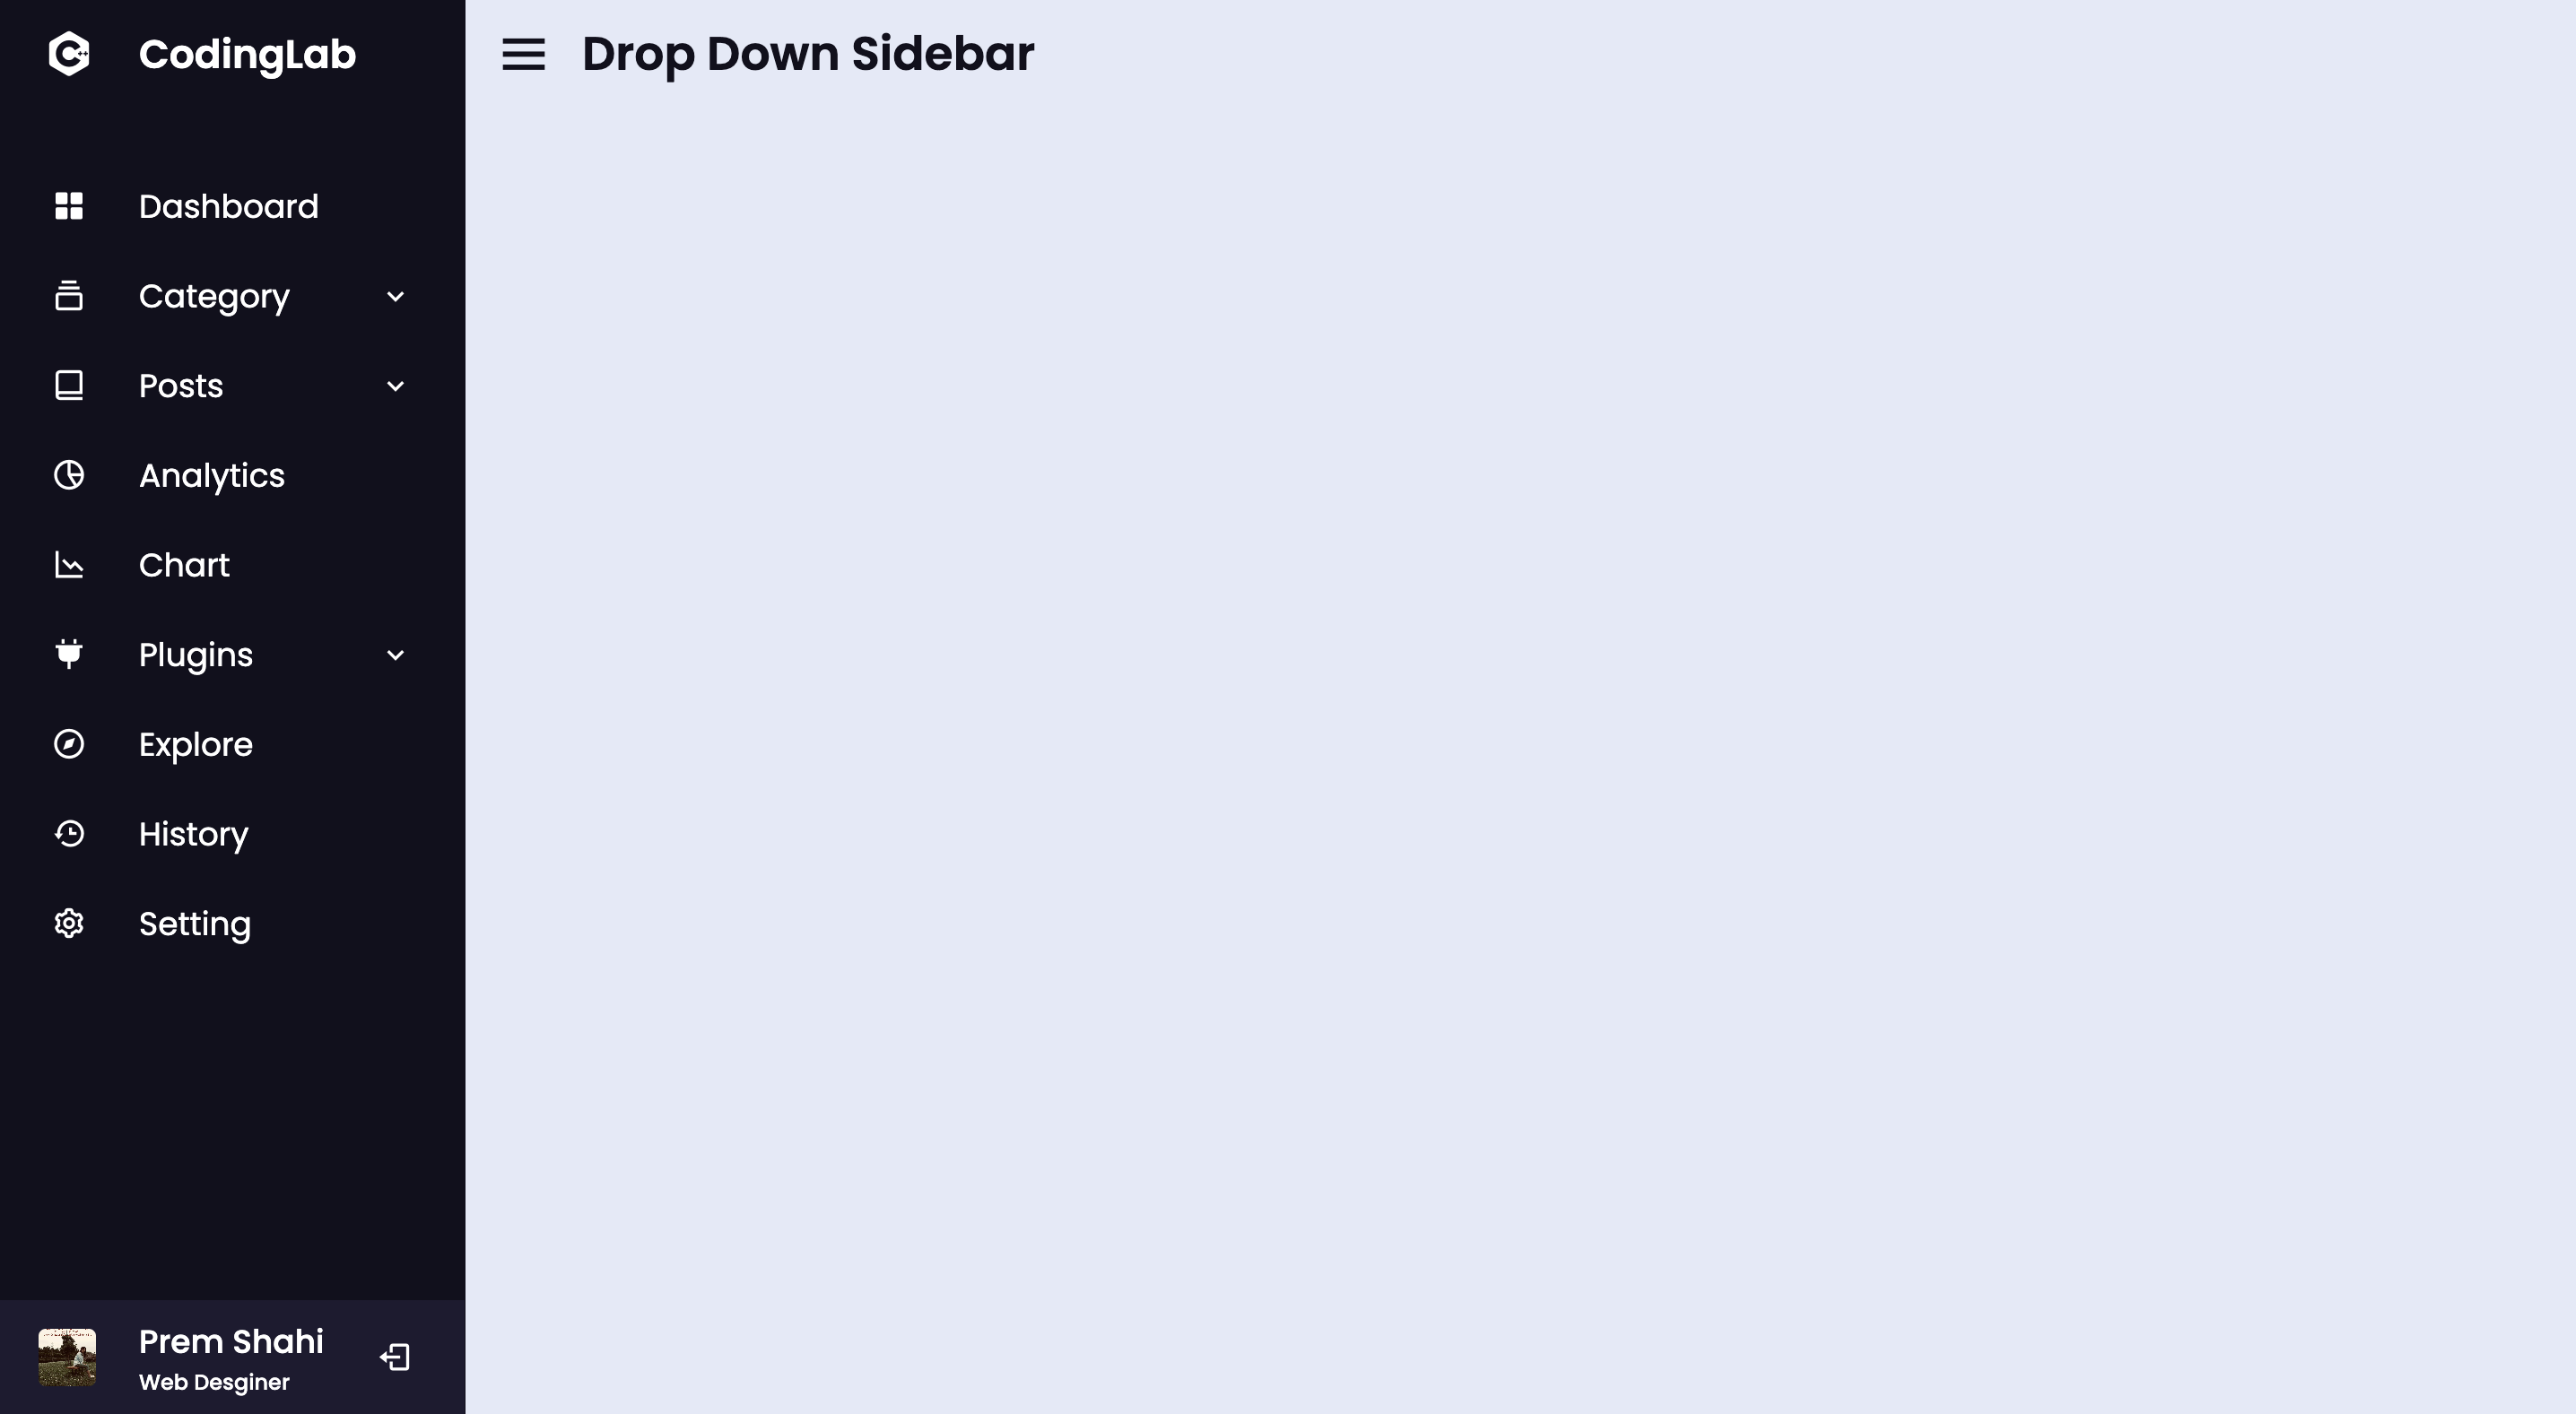 CodingLab
Drop Down Sidebar
Dashboard
Category
Posts
Analytics
Chart
Plugins
Explore
History
Setting
Prem Shahi
Web Desginer